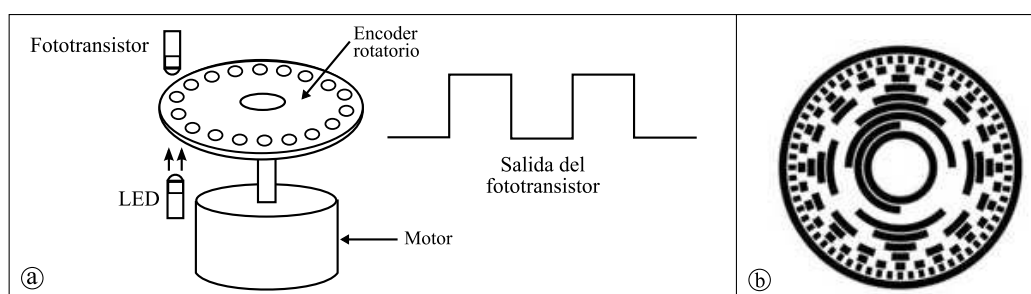 Fototransistor
Encoder
rotatorio
LED
Salida del
fototransistor
Motor
a
b